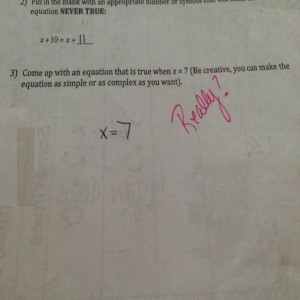 2) Fill in the blank with an appropriate number or symbol that will
equation NEVER TRUE:
z + 10 = z + 11
3) Come up with an equation that is true when x = 7 (Be creative, you can make the
equation as simple or as complex as you want).
x = 7
Really?